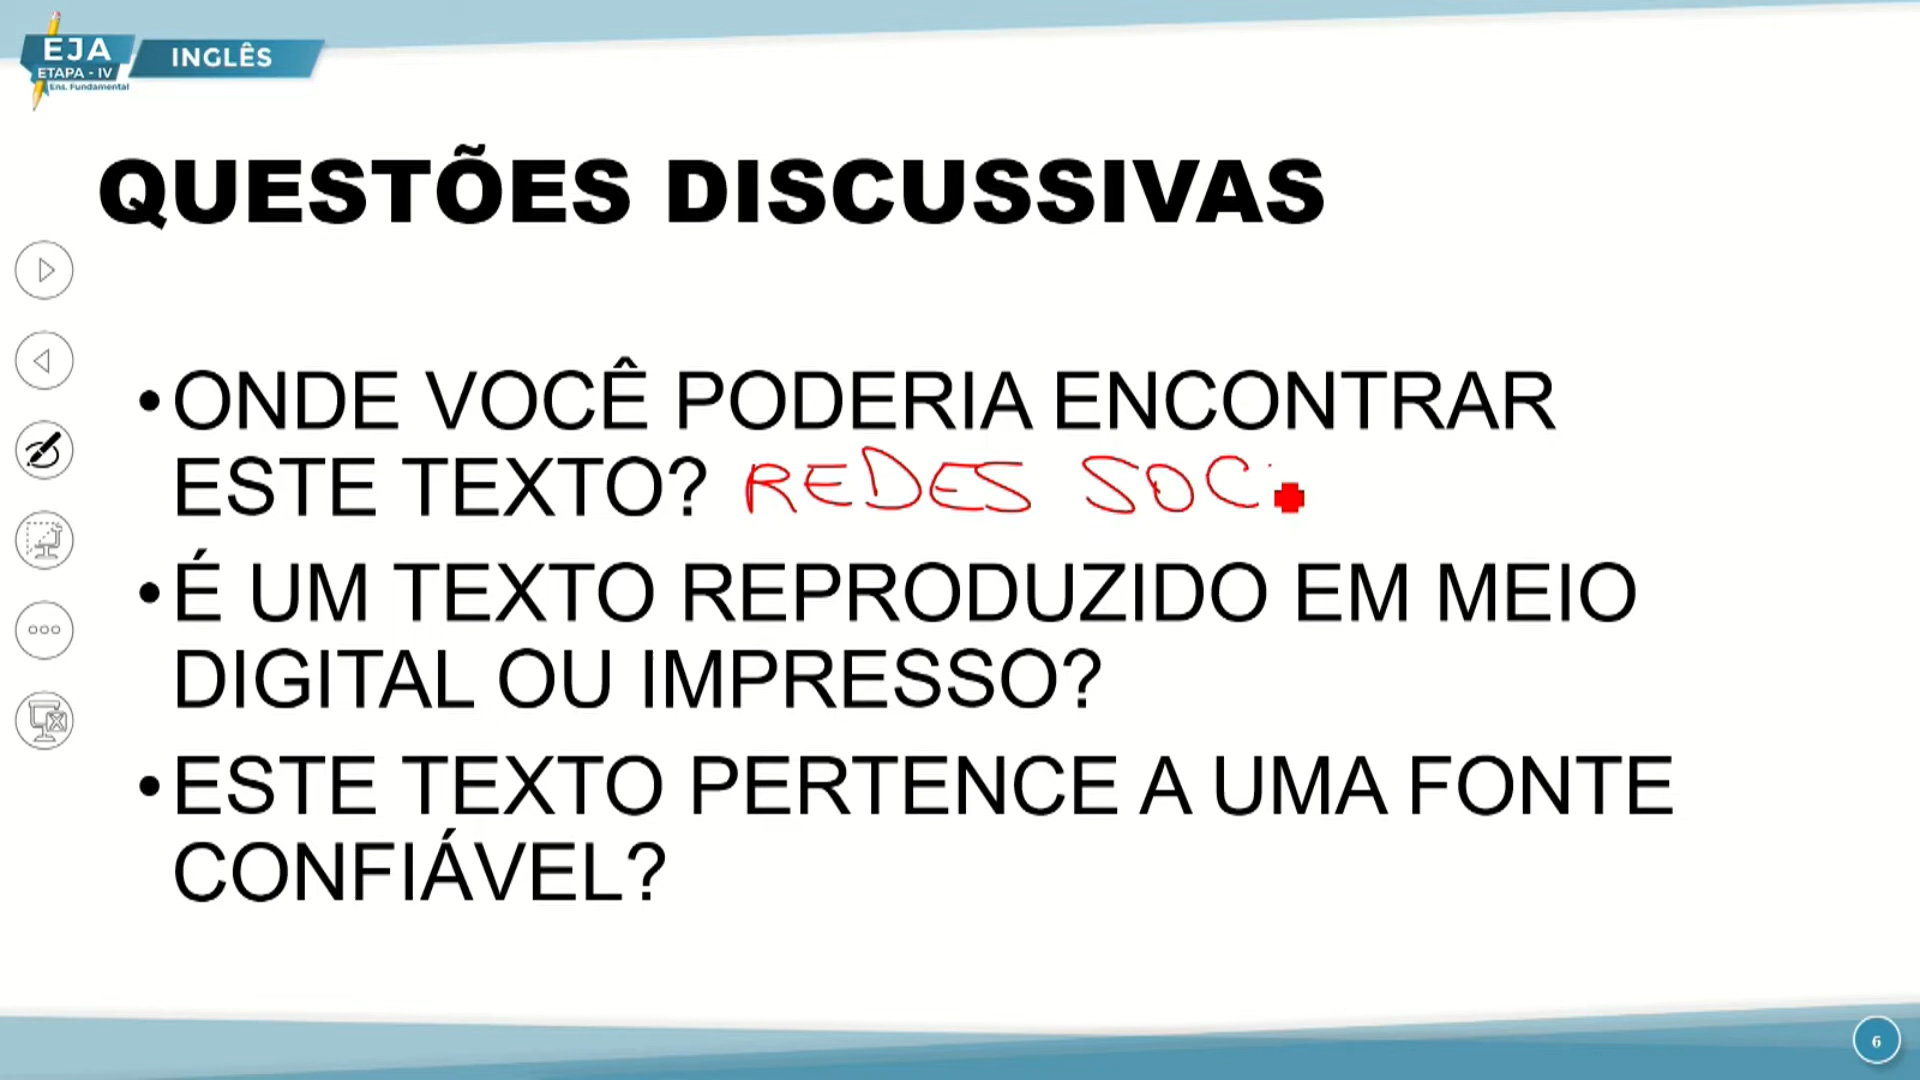 EJA
ETAPA - IV
Ens. Fundamental
INGLÊS
QUESTÕES DISCUSSIVAS
•ONDE VOCÊ PODERIA ENCONTRAR
ESTE TEXTO? REDES SOC
•É UM TEXTO REPRODUZIDO EM MEIO
DIGITAL OU IMPRESSO?
•ESTE TEXTO PERTENCE A UMA FONTE
CONFIÁVEL?
6